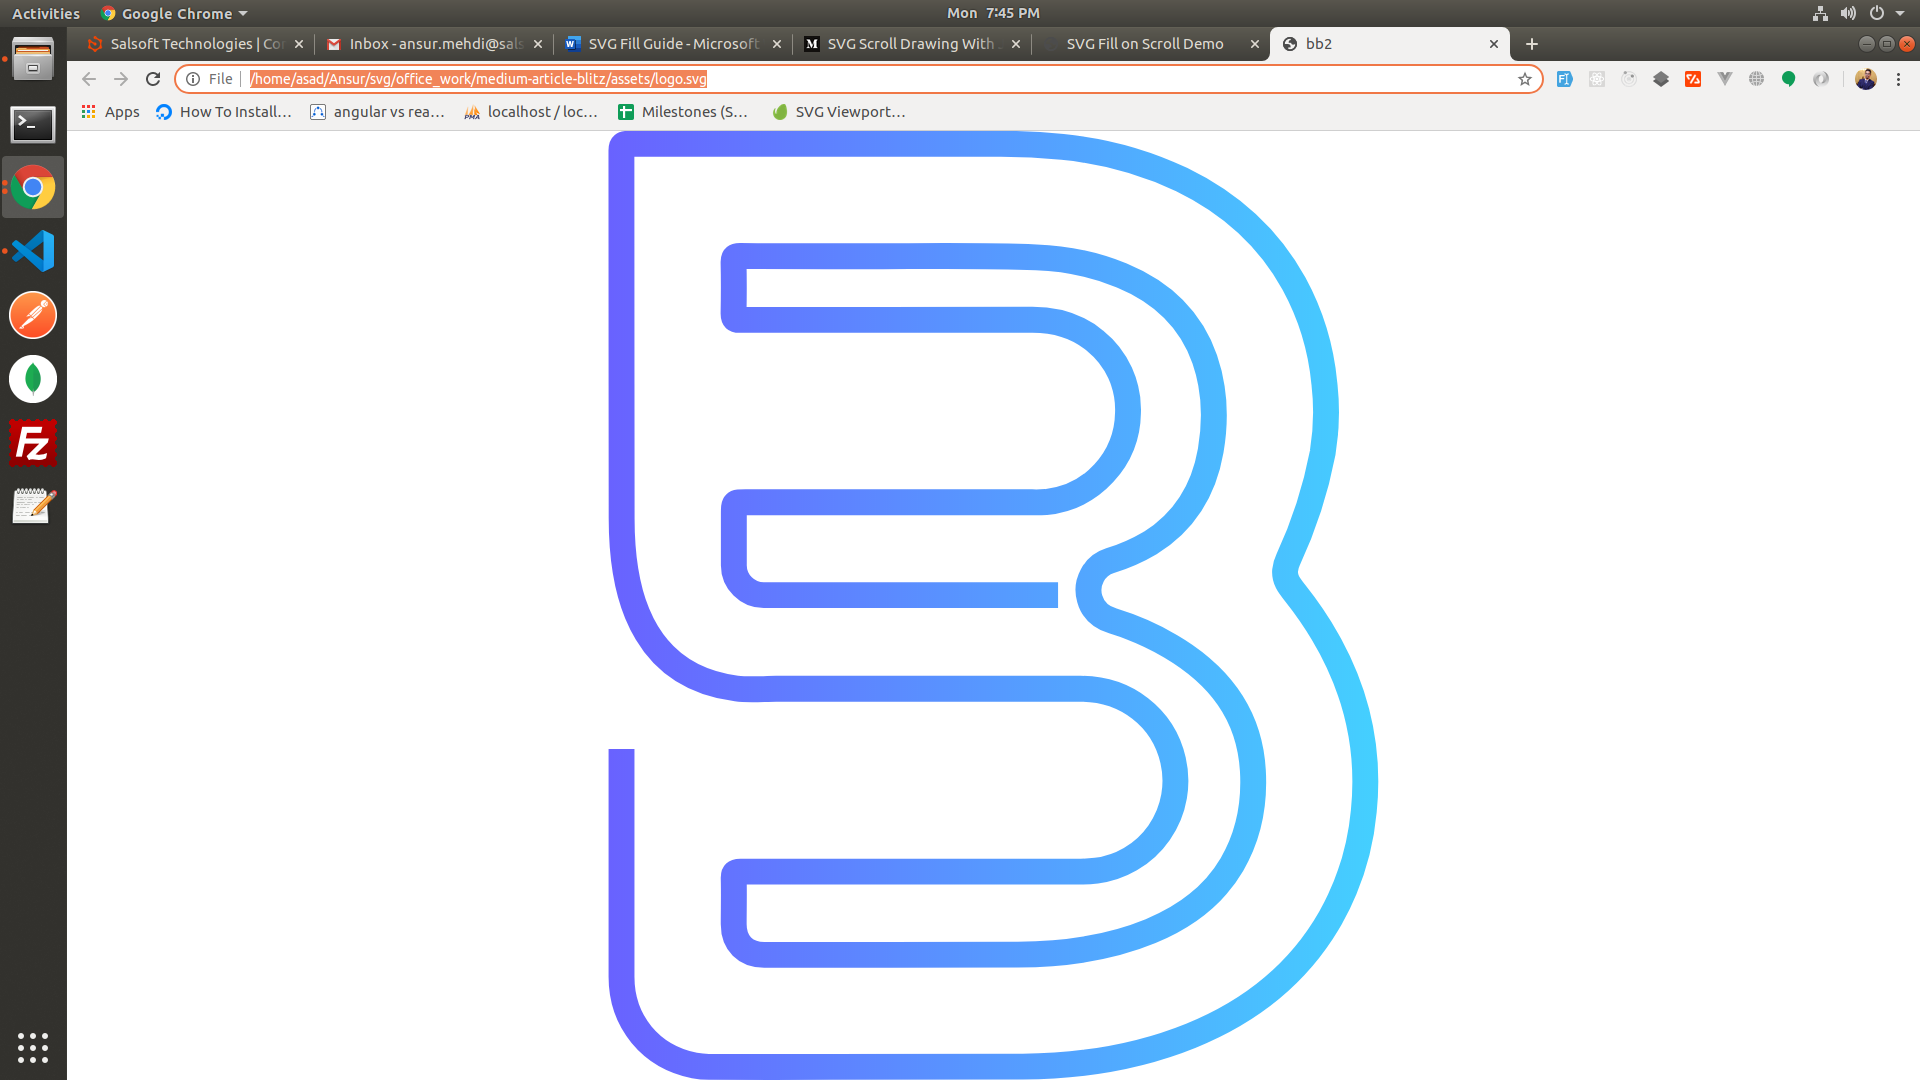 Activities Google Chrome Mon 7:45 PM
Salsoft Technologies | Co Inbox - ansur.mehdi@sals SVG Fill Guide - Microsoft SVG Scroll Drawing With SVG Fill on Scroll Demo bb2
File /home/asad/Ansur/svg/office_work/medium-article-blitz/assets/logo.svg
Apps How To Install... angular vs rea... localhost / loc... Milestones (S... SVG Viewport...